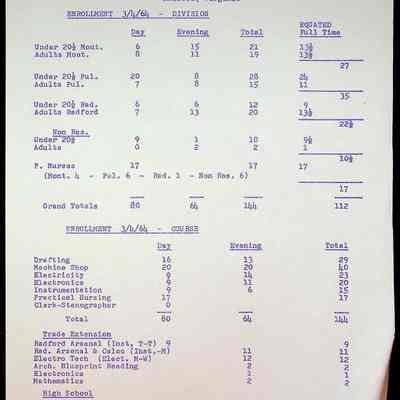 ENROLLMENT 3/4/64 - DIVISION
EQUATED
Day Evening Total Full Time
Under 20½ Mont. 6 15 21 13½
Adults Mont. 8 11 19 13½
27
Under 20½ Pul. 20 8 28 24
Adults Pul. 7 8 15 11
35
Under 20½ Rad. 6 6 12 9
Adults Radford 7 13 20 13½
22½
Non Res.
Under 20½ 9 1 10 9½
Adults 0 2 2 1
10½
P. Nurses 17 17 17
(Mont. 4 - Pul. 6 - Rad. 1 - Non Res. 6)
17
Grand Totals 80 64 144 112
ENROLLMENT 3/4/64 - COURSE
Day Evening Total
Drafting 16 13 29
Machine Shop 20 20 40
Electricity 9 14 23
Electronics 9 11 20
Instrumentation 9 6 15
Practical Nursing 17 17
Clerk-Stenographer 0
Total 80 64 144
Trade Extension
Radford Arsenal (Inst, T-T) 9 9
Rad. Arsenal & Celco (Inst.-M) 11 11
Electro Tech (Elect. M-W) 12 12
Arch. Blueprint Reading 2 2
Electronics 1 1
Mathematics 2 2
High School